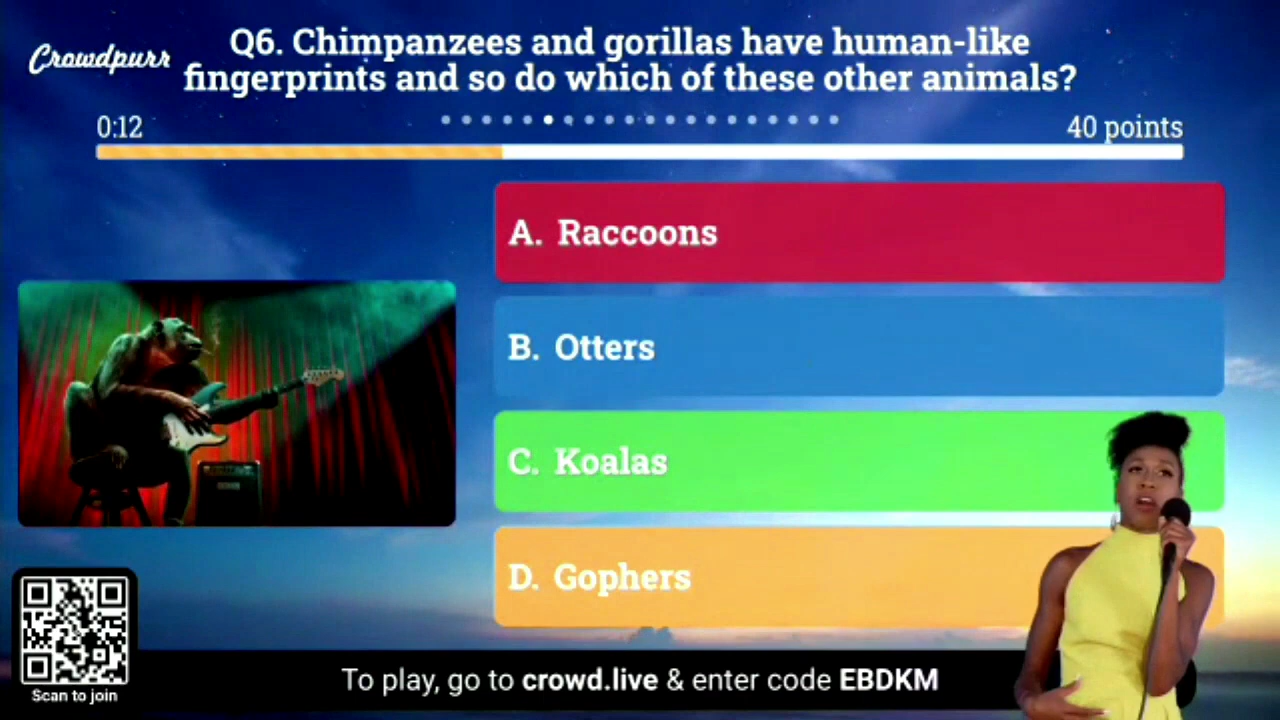 Crowdpurr
Q6. Chimpanzees and gorillas have human-like
fingerprints and so do which of these other animals?
0:12
40 points
A. Raccoons
B. Otters
C. Koalas
D. Gophers
Scan to join
To play, go to crowd.live & enter code EBDKM